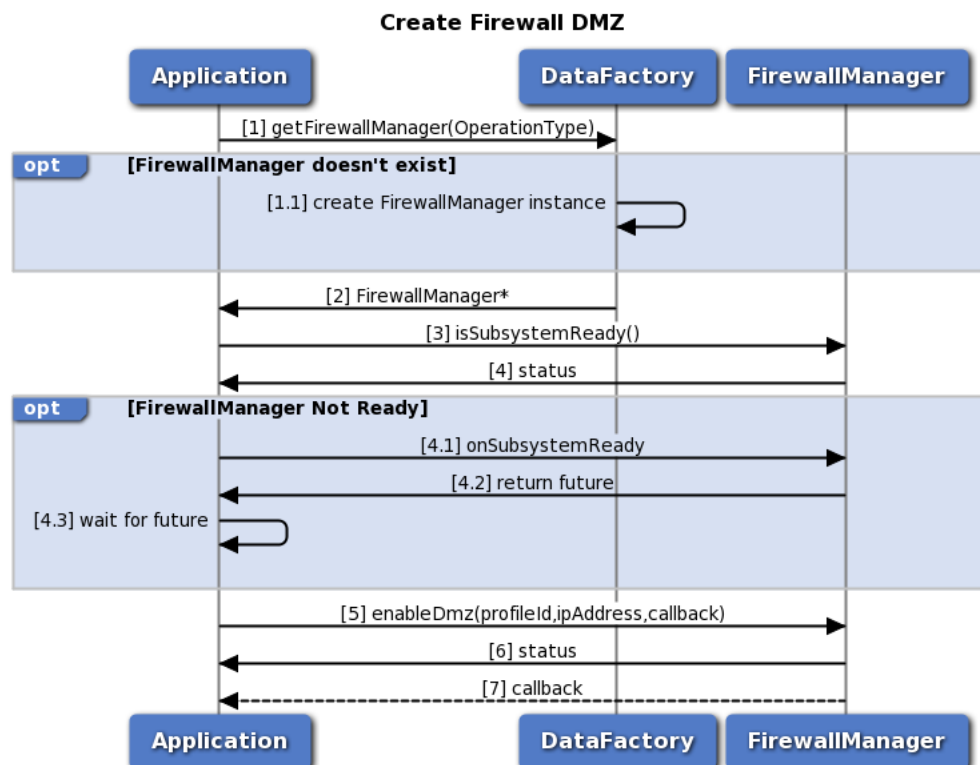 Create Firewall DMZ
Application DataFactory FirewallManager
[1] getFirewallManager(OperationType)
opt [FirewallManager doesn't exist]
[1.1] create FirewallManager instance
[2] FirewallManager*
[3] isSubsystemReady()
[4] status
opt [FirewallManager Not Ready]
[4.1] onSubsystemReady
[4.2] return future
[4.3] wait for future
[5] enableDmz(profileId,ipAddress,callback)
[6] status
[7] callback
Application DataFactory FirewallManager